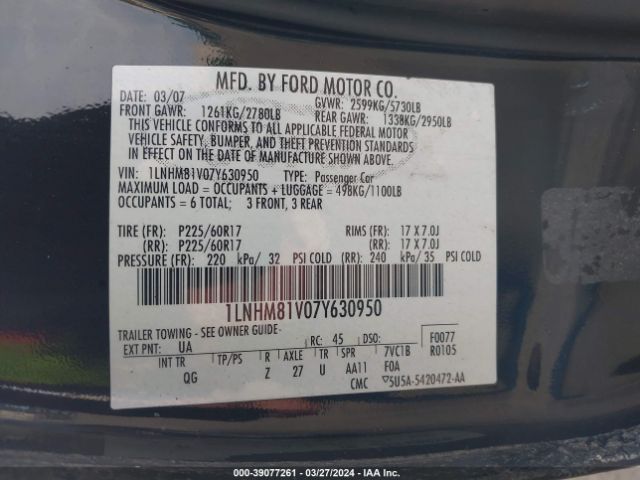 MFD. BY FORD MOTOR CO.
DATE: 03/07 GVWR: 2599KG/5730LB
FRONT GAWR: 1261KG/2780LB REAR GAWR: 1338KG/2950LB
THIS VEHICLE CONFORMS TO ALL APPLICABLE FEDERAL MOTOR
VEHICLE SAFETY, BUMPER, AND THEFT PREVENTION STANDARDS
IN EFFECT ON THE DATE OF MANUFACTURE SHOWN ABOVE.
VIN: 1LNHM81V07Y630950 TYPE: Passenger Car
MAXIMUM LOAD = OCCUPANTS + LUGGAGE = 498KG/1100LB
OCCUPANTS = 6 TOTAL; 3 FRONT, 3 REAR
TIRE (FR): P225/60R17 RIMS (FR): 17 X 7.0J
(RR): P225/60R17 (RR): 17 X 7.0J
PRESSURE (FR): 220 kPa/ 32 PSI COLD (RR): 240 kPa/ 35 PSI COLD
1LNHM81V07Y630950
TRAILER TOWING - SEE OWNER GUIDE-
EXT PNT: UA RC: 45 DSO: F0077
INT TR TP/PS R AXLE TR SPR 7VC1B R0105
QG Z 27 U AA11 F0A
CMC 5U5A-5420472-AA
000-39077261 | 03/27/2024 | IAA Inc.